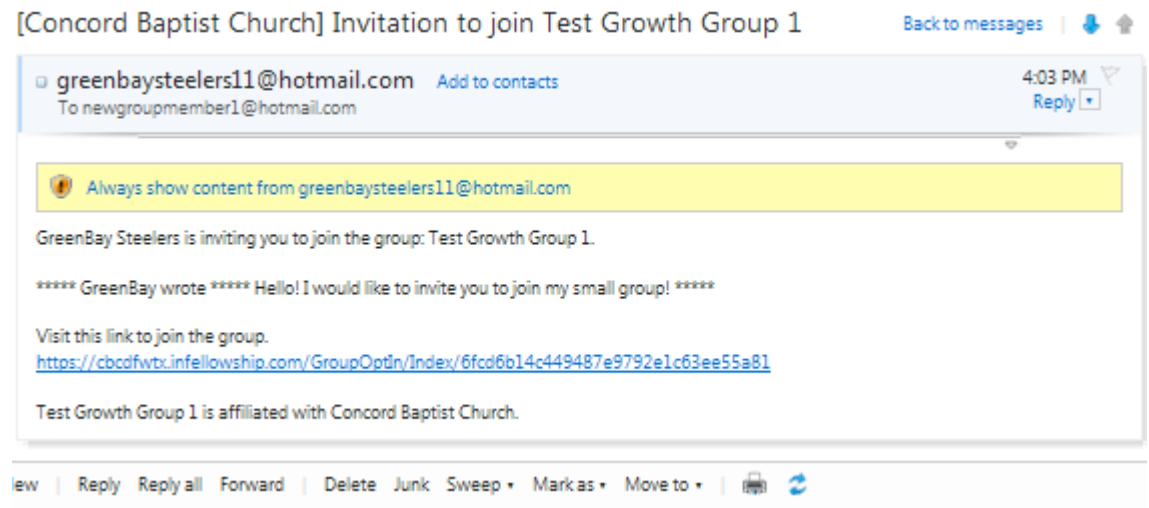 [Concord Baptist Church] Invitation to join Test Growth Group 1 Back to messages |
greenbaysteelers11@hotmail.com Add to contacts 4:03 PM
To newgroupmember1@hotmail.com Reply
Always show content from greenbaysteelers11@hotmail.com
GreenBay Steelers is inviting you to join the group: Test Growth Group 1.
***** GreenBay wrote ***** Hello! I would like to invite you to join my small group! *****
Visit this link to join the group.
https://cbcdfwtx.infellowship.com/GroupOptIn/Index/6fcd6b14c449487e9792e1c63ee55a81
Test Growth Group 1 is affiliated with Concord Baptist Church.
ew | Reply Reply all Forward | Delete Junk Sweep Mark as Move to |